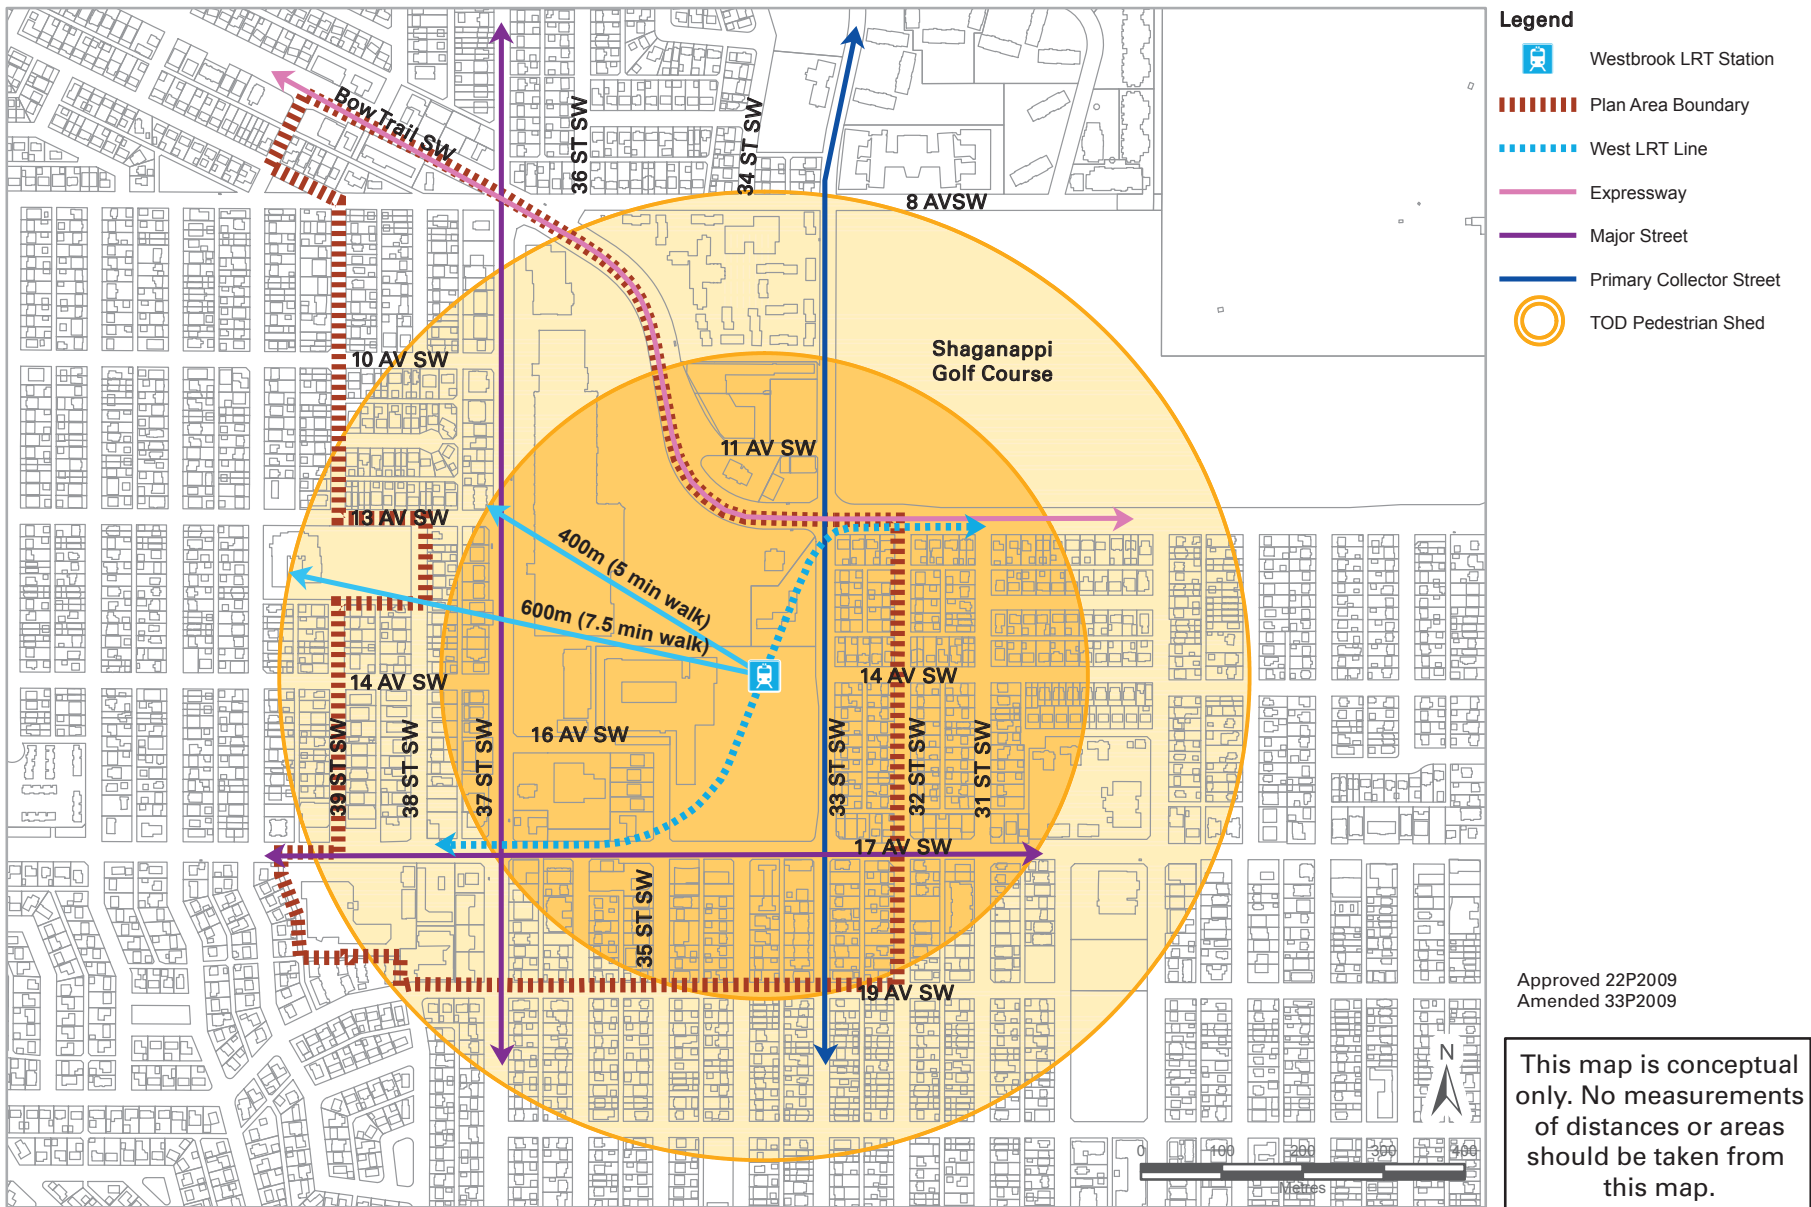 Legend
Westbrook LRT Station
Plan Area Boundary
West LRT Line
Expressway
Major Street
Primary Collector Street
TOD Pedestrian Shed
Bow Trail SW
36 ST SW
34 ST SW
8 AVSW
10 AV SW
Shaganappi
Golf Course
11 AV SW
13 AV SW
400m (5 min walk)
600m (7.5 min walk)
14 AV SW
14 AV SW
16 AV SW
39 ST SW
38 ST SW
37 ST SW
33 ST SW
32 ST SW
31 ST SW
17 AV SW
35 ST SW
19 AV SW
Approved 22P2009
Amended 33P2009
N
0 100 200 300 400
Metres
This map is conceptual
only. No measurements
of distances or areas
should be taken from
this map.